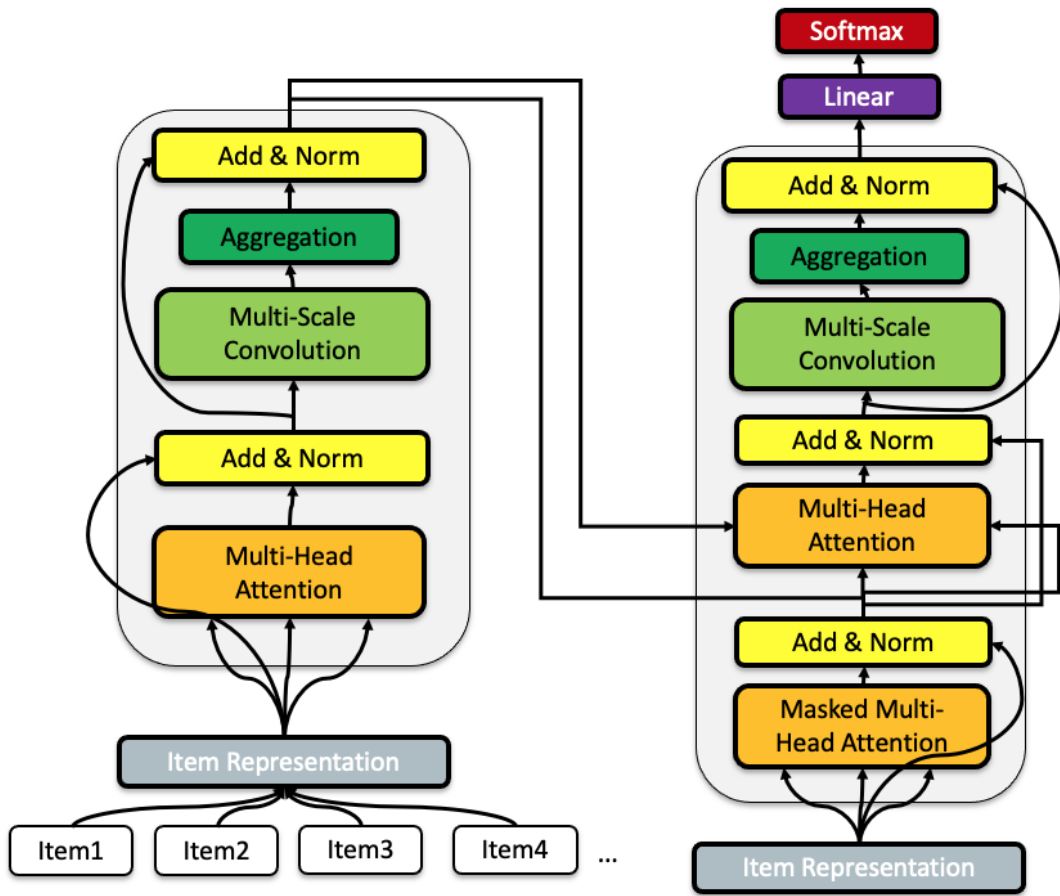 Add & Norm
Aggregation
Multi-Scale
Convolution
Add & Norm
Multi-Head
Attention
Item Representation
Item1
Item2
Item3
Item4
...
Softmax
Linear
Add & Norm
Aggregation
Multi-Scale
Convolution
Add & Norm
Multi-Head
Attention
Add & Norm
Masked Multi-
Head Attention
Item Representation